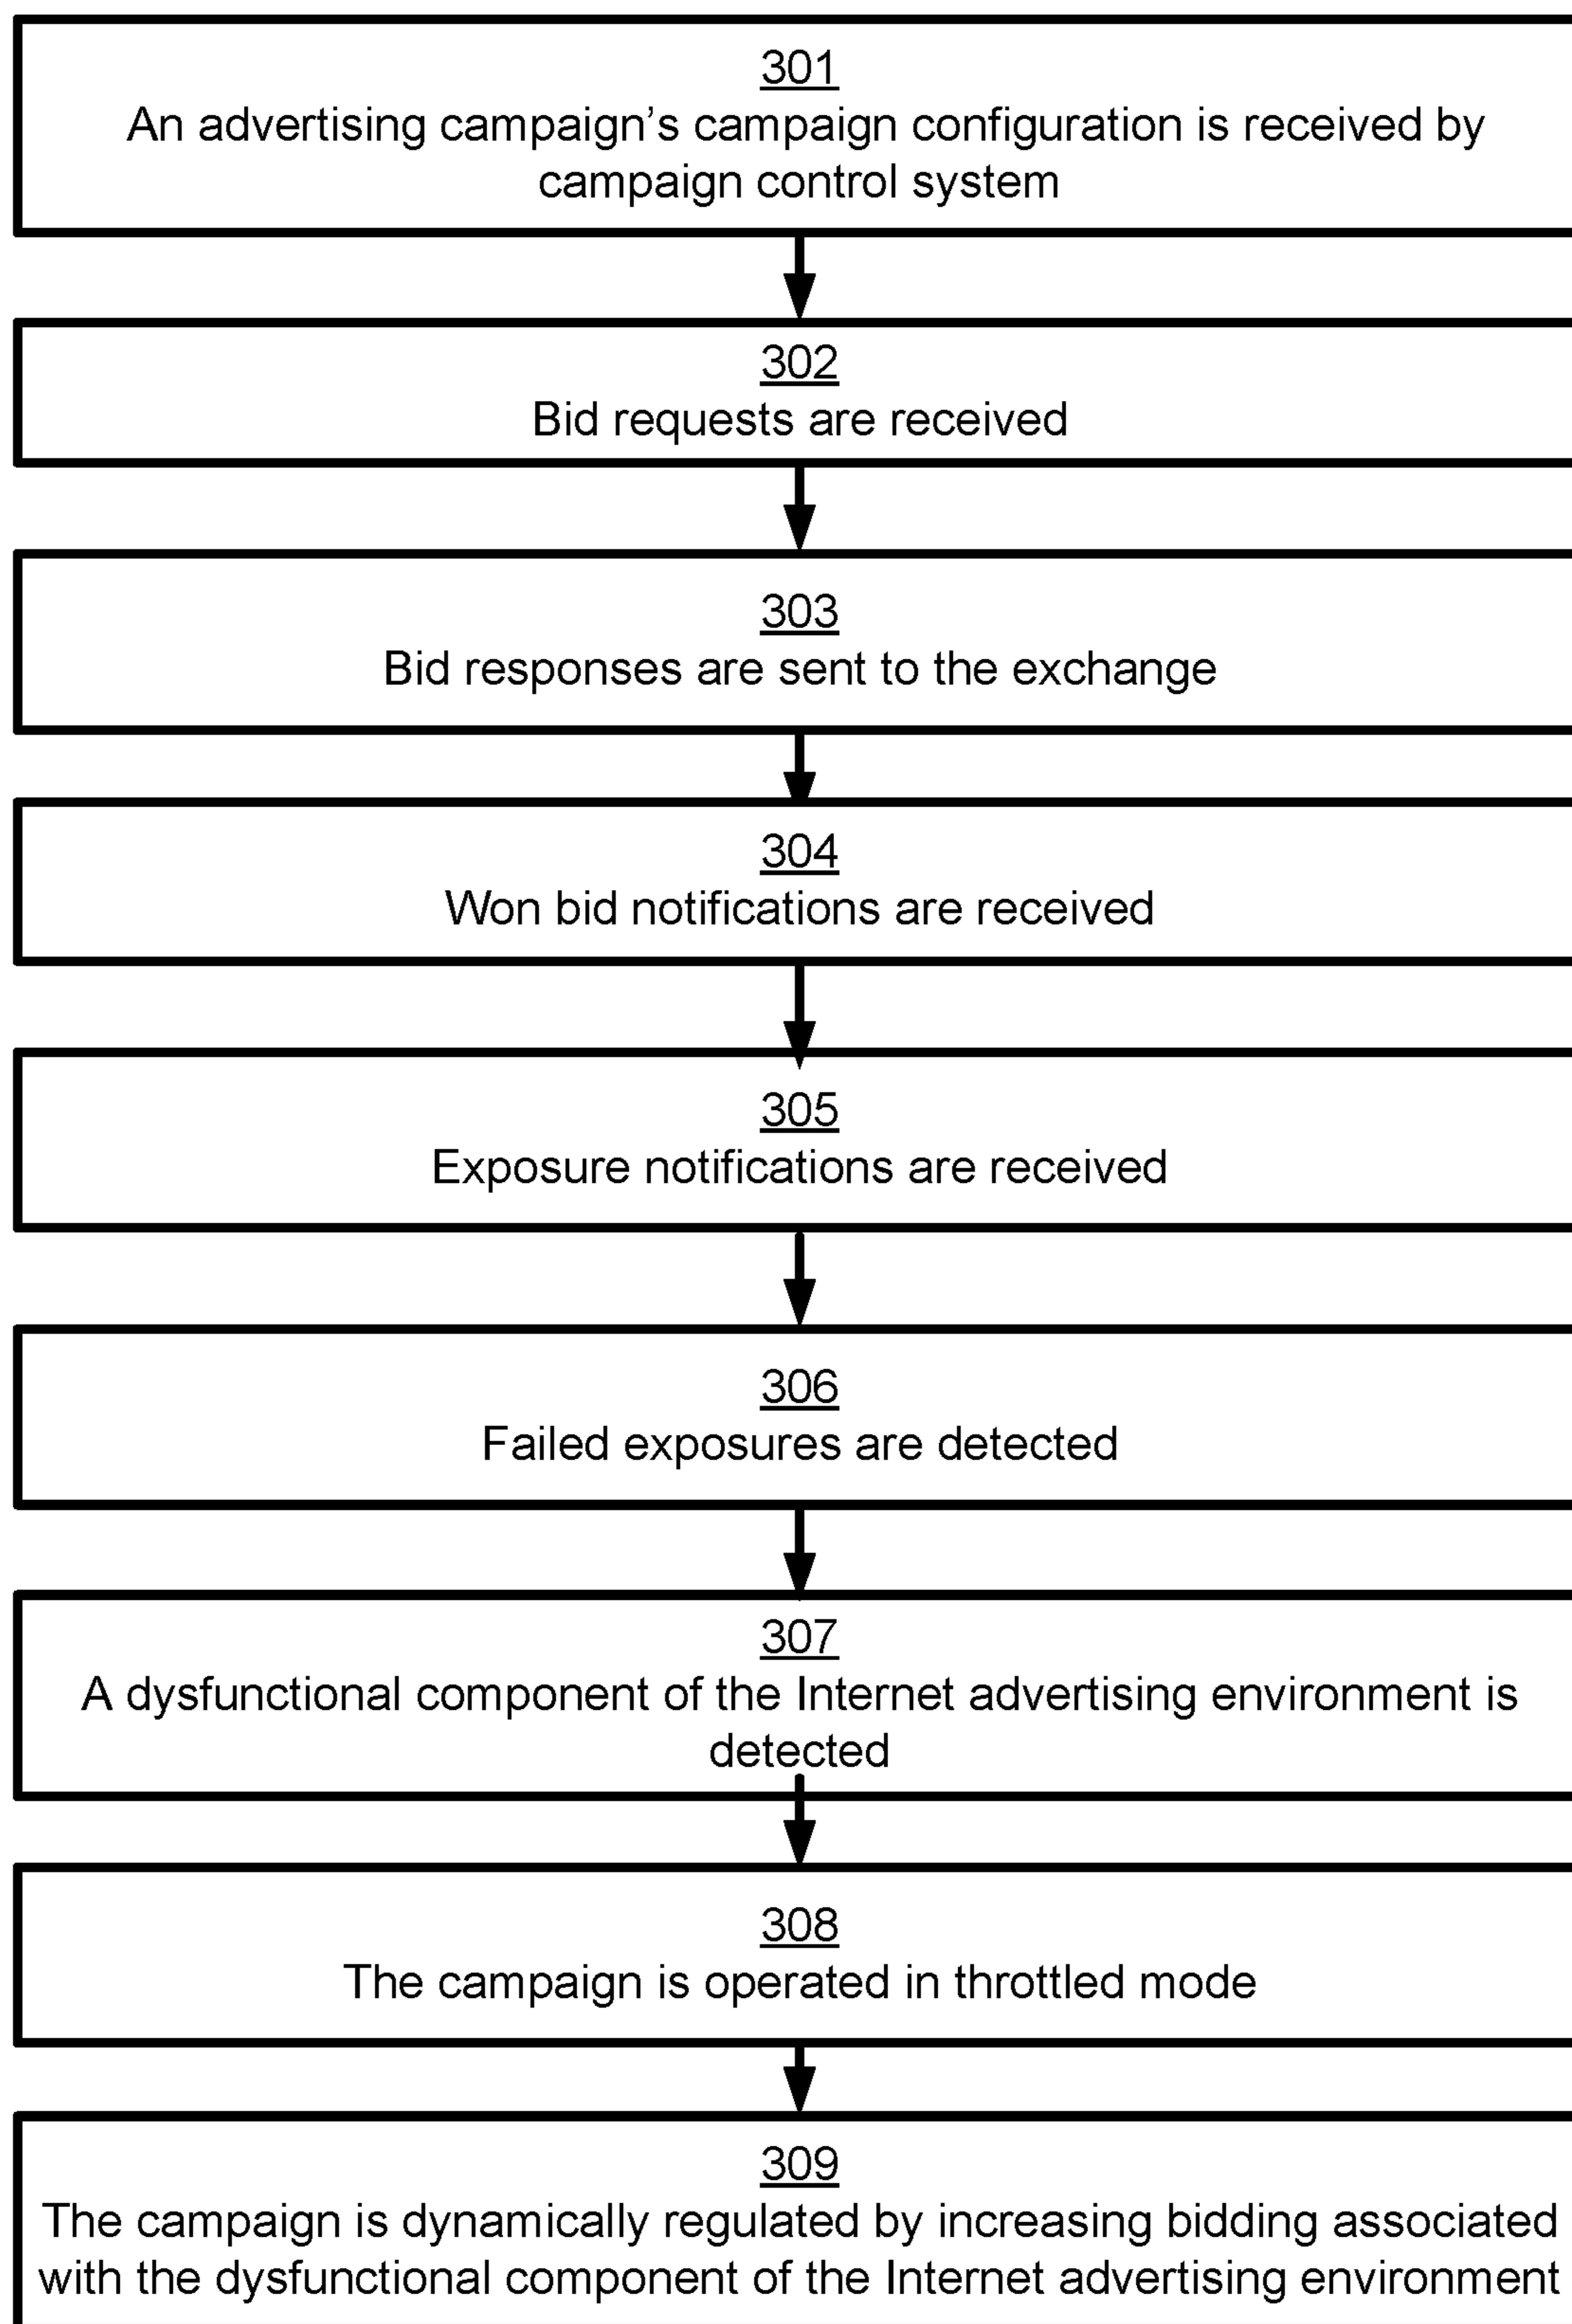 301
An advertising campaign’s campaign configuration is received by
campaign control system
302
Bid requests are received
303
Bid responses are sent to the exchange
304
Won bid notifications are received
305
Exposure notifications are received
306
Failed exposures are detected
307
A dysfunctional component of the Internet advertising environment is
detected
308
The campaign is operated in throttled mode
309
The campaign is dynamically regulated by increasing bidding associated
with the dysfunctional component of the Internet advertising environment